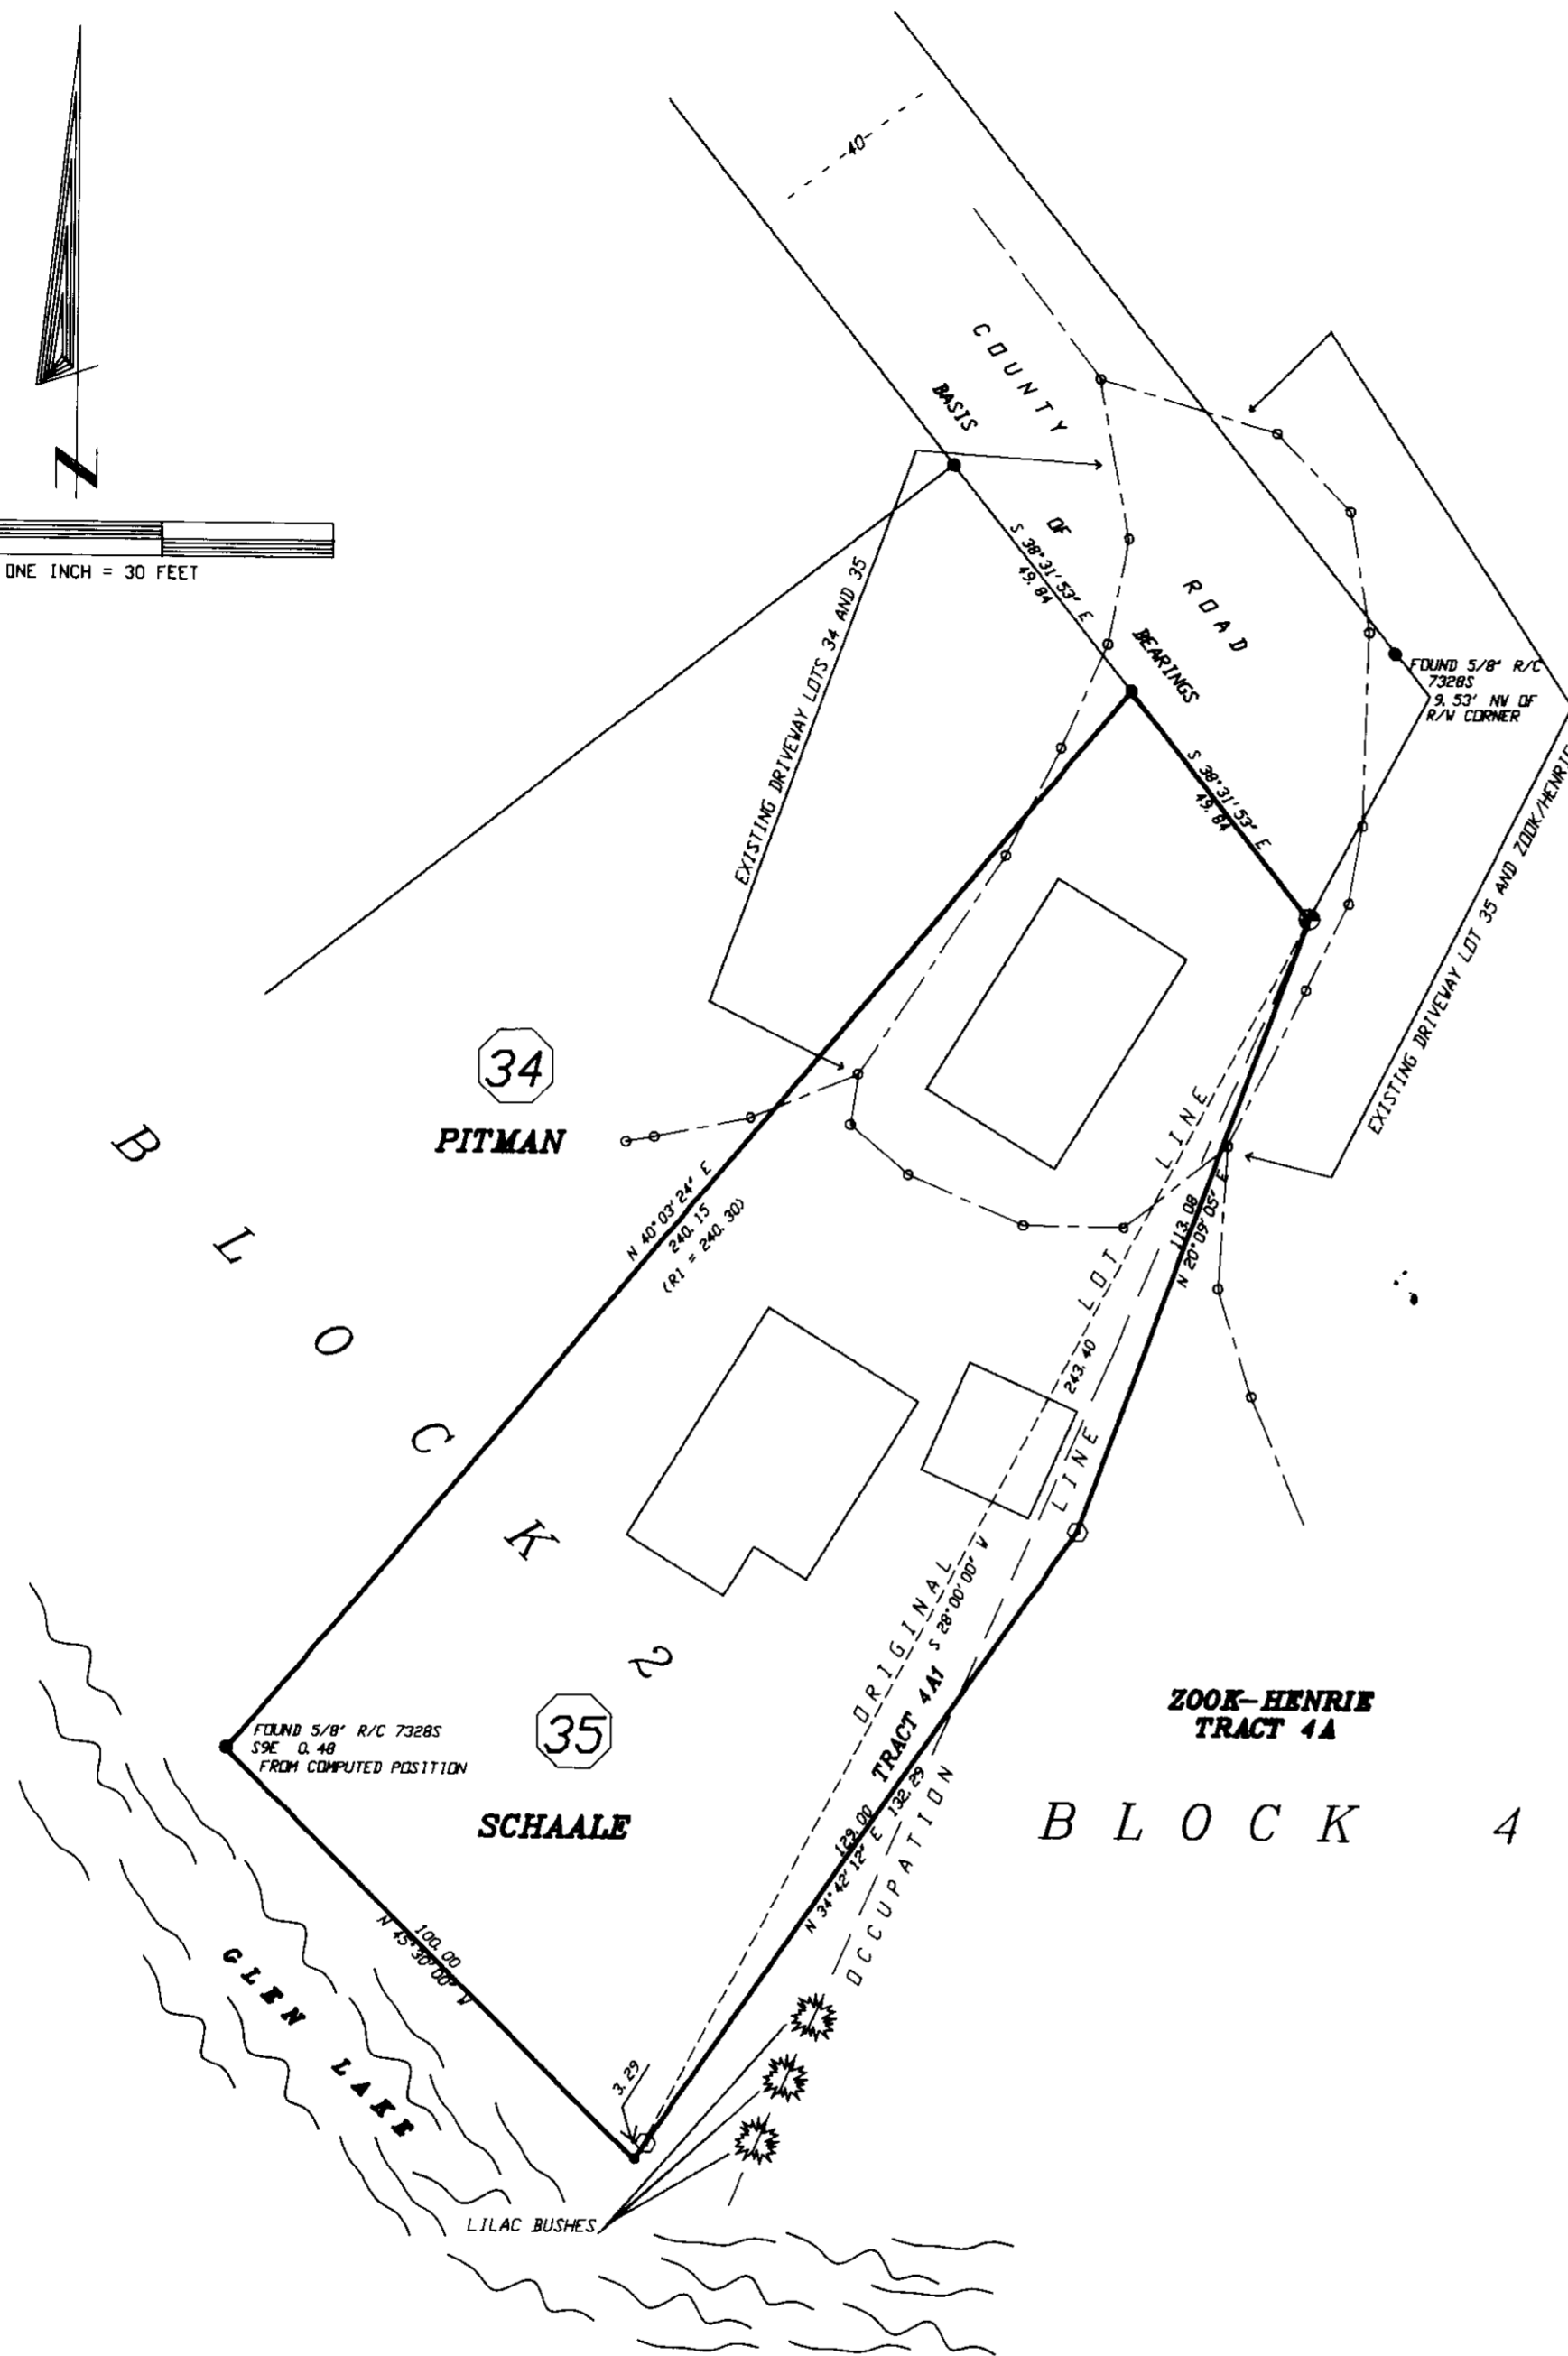 40
COUNTY
ROAD
BASIS
OF
BEARINGS
N
ONE INCH = 30 FEET
S 38°31'53" E
49.84
EXISTING DRIVEWAY LOTS 34 AND 35
FOUND 5/8" R/C
7328S
9.53' NW OF
R/W CORNER
S 38°31'53" E
49.84
EXISTING DRIVEWAY LOT 35 AND ZOOK/HENRIE
34
PITMAN
N 40°03'24" E
240.15
(R1 = 240.30)
113.08
N 20°09'05" E
BLOCK 2
ORIGINAL LOT LINE
243.40
S 28°00'00" W
OCCUPATION LINE
TRACT 4A1
129.00
132.29
N 34°42'12" E
ZOOK-HENRIE
TRACT 4A
BLOCK 4
FOUND 5/8" R/C 7328S
S9E 0.48
FROM COMPUTED POSITION
35
SCHAALE
100.00
N 45°30'00" W
GLEN LAKE
3.29
LILAC BUSHES